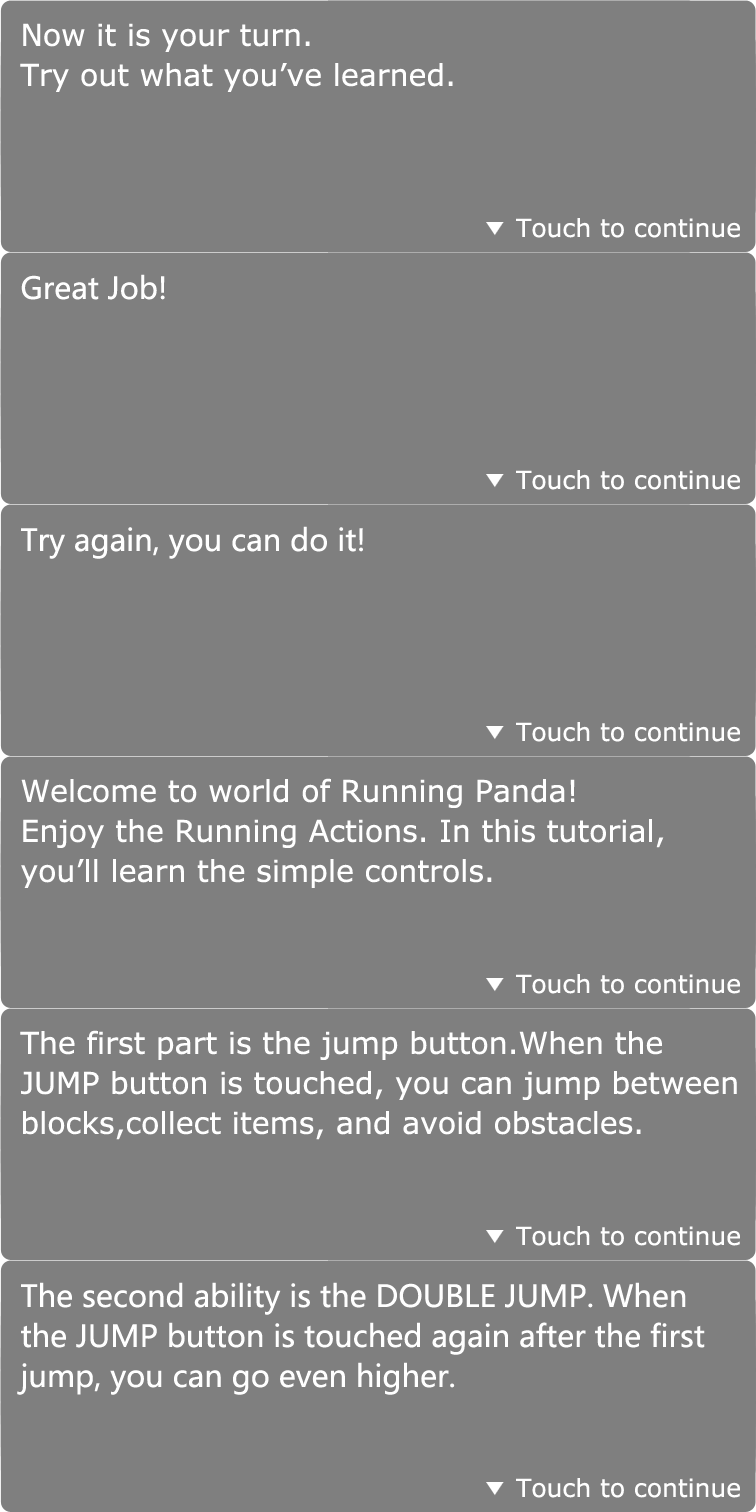 Now it is your turn.
Try out what you’ve learned.
▼ Touch to continue
Great Job!
▼ Touch to continue
Try again, you can do it!
▼ Touch to continue
Welcome to world of Running Panda!
Enjoy the Running Actions. In this tutorial,
you’ll learn the simple controls.
▼ Touch to continue
The first part is the jump button.When the
JUMP button is touched, you can jump between
blocks,collect items, and avoid obstacles.
▼ Touch to continue
The second ability is the DOUBLE JUMP. When
the JUMP button is touched again after the first
jump, you can go even higher.
▼ Touch to continue